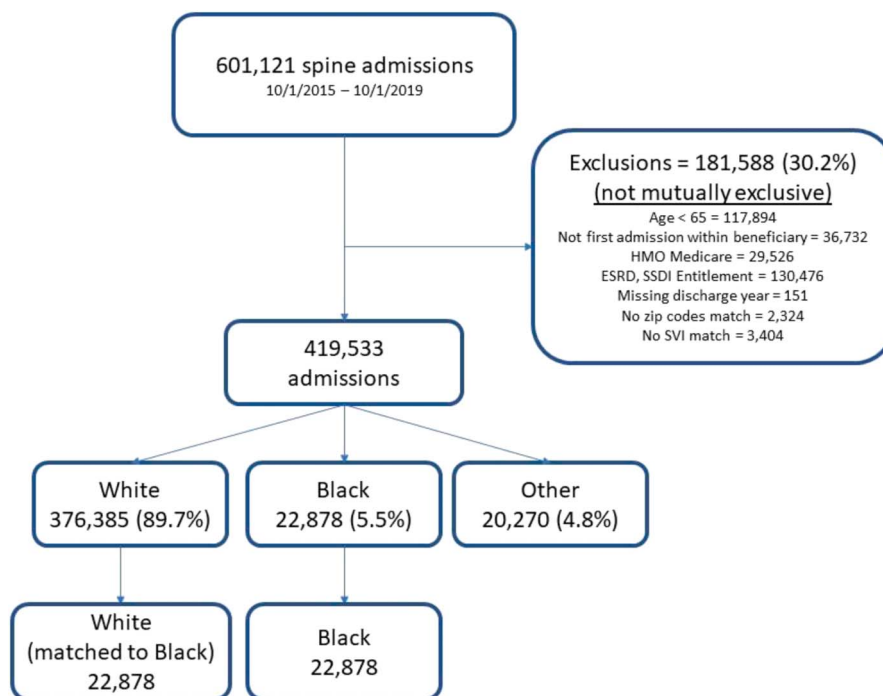 601,121 spine admissions
10/1/2015 – 10/1/2019
Exclusions = 181,588 (30.2%)
(not mutually exclusive)
Age < 65 = 117,894
Not first admission within beneficiary = 36,732
HMO Medicare = 29,526
ESRD, SSDI Entitlement = 130,476
Missing discharge year = 151
No zip codes match = 2,324
No SVI match = 3,404
419,533
admissions
White
376,385 (89.7%)
Black
22,878 (5.5%)
Other
20,270 (4.8%)
White
(matched to Black)
22,878
Black
22,878